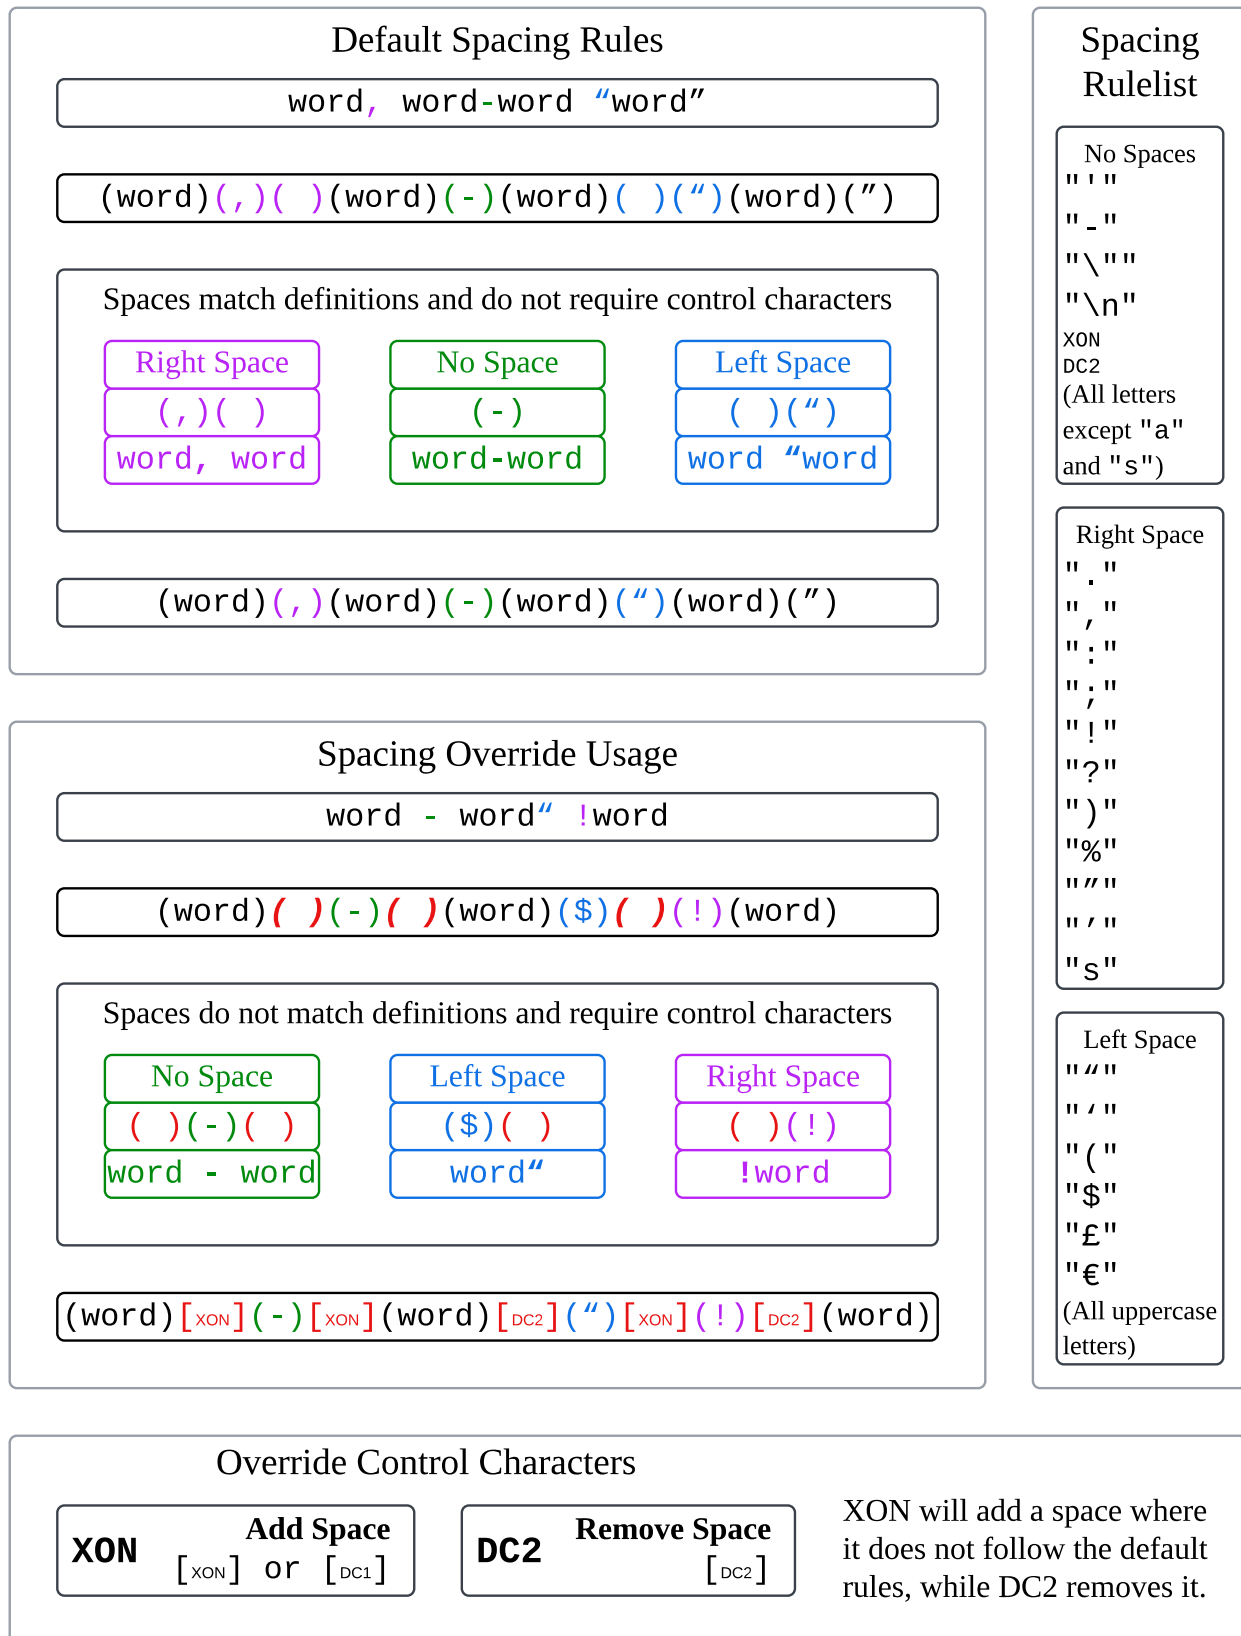 Default Spacing Rules
word, word-word “word”
(word)(,)( )(word)(-)(word)( )(“)(word)(”)
Spaces match definitions and do not require control characters
Right Space
(,)( )
word, word
No Space
(-)
word-word
Left Space
( )(“)
word “word
(word)(,)(word)(-)(word)(“)(word)(”)
Spacing Override Usage
word - word“ !word
(word)( )(-)( )(word)($)( )(!)(word)
Spaces do not match definitions and require control characters
No Space
( )(-)( )
word - word
Left Space
($)( )
word“
Right Space
( )(!)
!word
(word)[XON](-)[XON](word)[DC2](“)[XON](!)[DC2](word)
Spacing
Rulelist
No Spaces
"'"
"-"
"\""
"\n"
XON
DC2
(All letters
except "a"
and "s")
Right Space
"."
","
":"
";"
"!"
"?"
")"
"%"
"”"
"’"
"s"
Left Space
"“"
"‘"
"("
"$"
"£"
"€"
(All uppercase
letters)
Override Control Characters
XON
Add Space
[XON] or [DC1]
DC2
Remove Space
[DC2]
XON will add a space where
it does not follow the default
rules, while DC2 removes it.